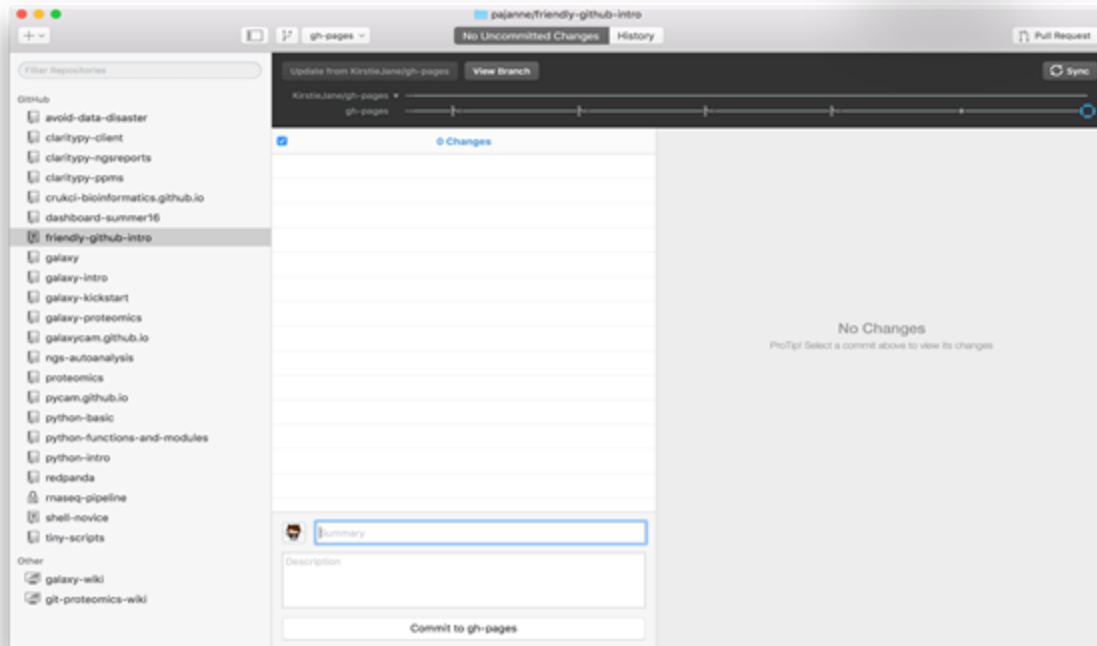 pajanne/friendly-github-intro
gh-pages
No Uncommitted Changes
History
Pull Request
Filter Repositories
Update from KirstieJane/gh-pages
View Branch
Sync
KirstieJane/gh-pages
gh-pages
GitHub
avoid-data-disaster
claritypy-client
claritypy-ngsreports
claritypy-ppms
crukci-bioinformatics.github.io
dashboard-summer16
friendly-github-intro
galaxy
galaxy-intro
galaxy-kickstart
galaxy-proteomics
galaxycam.github.io
ngs-autoanalysis
proteomics
pycam.github.io
python-basic
python-functions-and-modules
python-intro
redpanda
rnaseq-pipeline
shell-novice
tiny-scripts
Other
galaxy-wiki
git-proteomics-wiki
0 Changes
Summary
Description
Commit to gh-pages
No Changes
ProTip! Select a commit above to view its changes